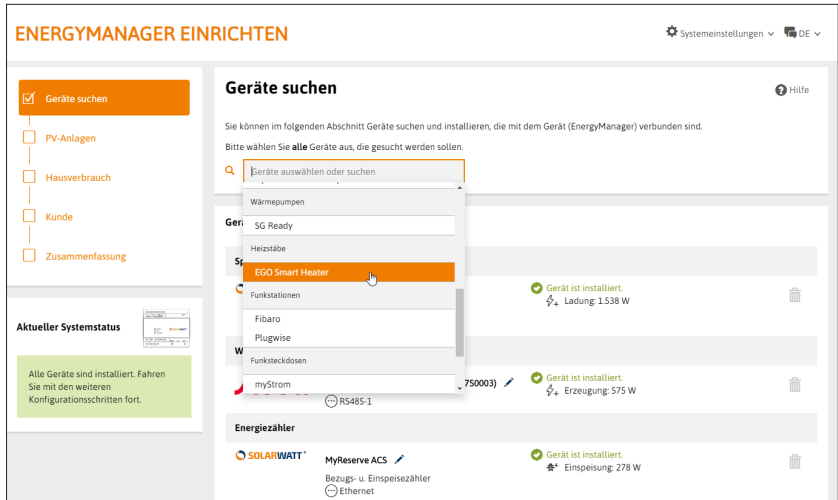 ENERGYMANAGER EINRICHTEN
Systemeinstellungen
DE
Geräte suchen
PV-Anlagen
Hausverbrauch
Kunde
Zusammenfassung
Aktueller Systemstatus
Alle Geräte sind installiert. Fahren
Sie mit den weiteren
Konfigurationsschritten fort.
Geräte suchen
Hilfe
Sie können im folgenden Abschnitt Geräte suchen und installieren, die mit dem Gerät (EnergyManager) verbunden sind.
Bitte wählen Sie alle Geräte aus, die gesucht werden sollen.
Geräte auswählen oder suchen
Wärmepumpen
SG Ready
Heizstäbe
EGO Smart Heater
Funkstationen
Fibaro
Plugwise
Funksteckdosen
myStrom
Gerät ist installiert.
Ladung: 1.538 W
750003)
RS485-1
Gerät ist installiert.
Erzeugung: 575 W
Energiezähler
SOLARWATT
MyReserve ACS
Bezugs- u. Einspeisezähler
Ethernet
Gerät ist installiert.
Einspeisung: 278 W